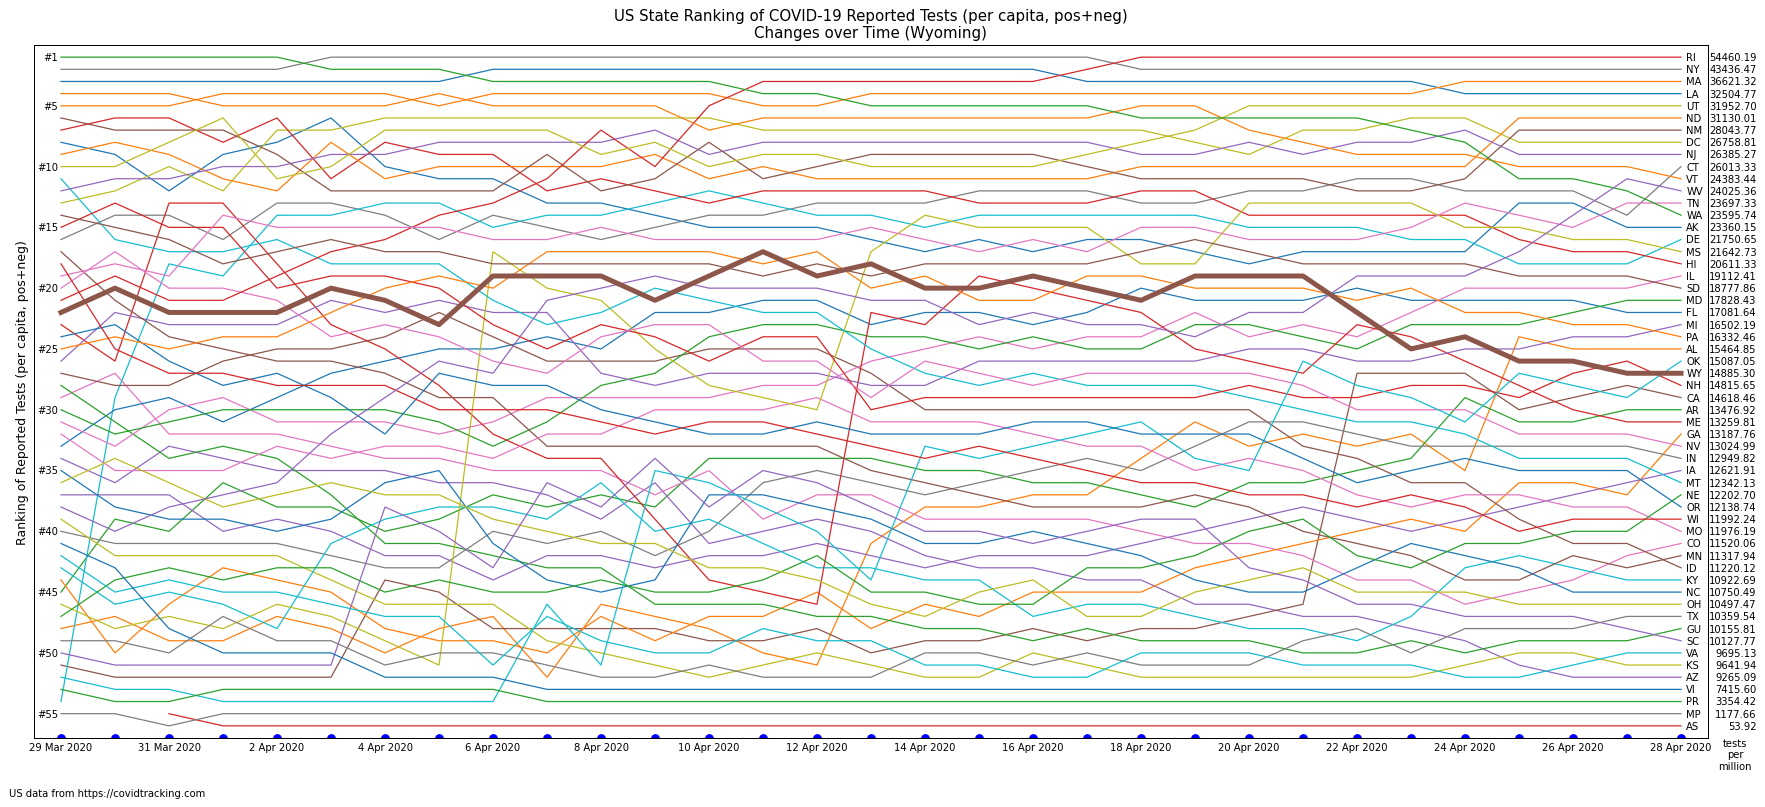 US State Ranking of COVID-19 Reported Tests (per capita, pos+neg)
Changes over Time (Wyoming)
Ranking of Reported Tests (per capita, pos+neg)
#1
#5
#10
#15
#20
#25
#30
#35
#40
#45
#50
#55
RI 54460.19
NY 43436.47
MA 36621.32
LA 32504.77
UT 31952.70
ND 31130.01
NM 28043.77
DC 26758.81
NJ 26385.27
CT 26013.33
VT 24383.44
WV 24025.36
TN 23697.33
WA 23595.74
AK 23360.15
DE 21750.65
MS 21642.73
HI 20611.33
IL 19112.41
SD 18777.86
MD 17828.43
FL 17081.64
MI 16502.19
PA 16332.46
AL 15464.85
OK 15087.05
WY 14885.30
NH 14815.65
CA 14618.46
AR 13476.92
ME 13259.81
GA 13187.76
NV 13024.99
IN 12949.82
IA 12621.91
MT 12342.13
NE 12202.70
OR 12138.74
WI 11992.24
MO 11976.19
CO 11520.06
MN 11317.94
ID 11220.12
KY 10922.69
NC 10750.49
OH 10497.47
TX 10359.54
GU 10155.81
SC 10127.77
VA 9695.13
KS 9641.94
AZ 9265.09
VI 7415.60
PR 3354.42
MP 1177.66
AS 53.92
29 Mar 2020 31 Mar 2020 2 Apr 2020 4 Apr 2020 6 Apr 2020 8 Apr 2020 10 Apr 2020 12 Apr 2020 14 Apr 2020 16 Apr 2020 18 Apr 2020 20 Apr 2020 22 Apr 2020 24 Apr 2020 26 Apr 2020 28 Apr 2020
tests
per
million
US data from https://covidtracking.com